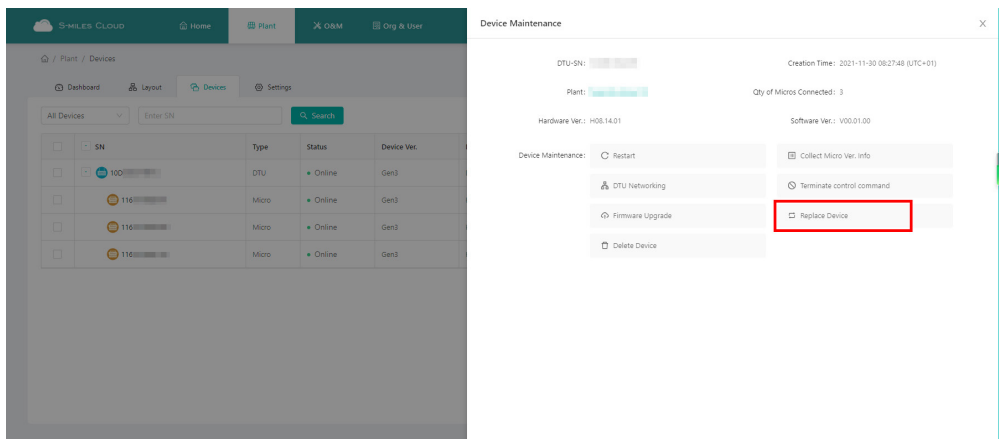 S-MILES CLOUD Home Plant O&M Org & User
/ Plant / Devices
Dashboard Layout Devices Settings
All Devices Enter SN Search
SN Type Status Device Ver.
10D DTU Online Gen3
116 Micro Online Gen3
116 Micro Online Gen3
116 Micro Online Gen3
Device Maintenance
DTU-SN: Creation Time: 2021-11-30 08:27:48 (UTC+01)
Plant: Qty of Micros Connected: 3
Hardware Ver.: H08.14.01 Software Ver.: V00.01.00
Device Maintenance: Restart Collect Micro Ver. Info
DTU Networking Terminate control command
Firmware Upgrade Replace Device
Delete Device